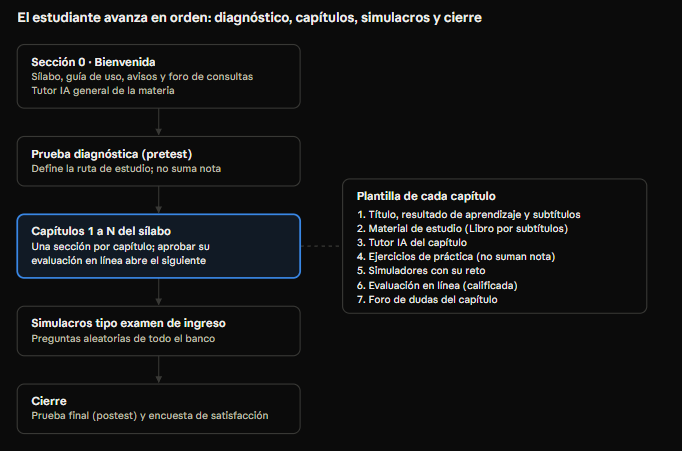 El estudiante avanza en orden: diagnóstico, capítulos, simulacros y cierre
Sección 0 · Bienvenida
Sílabo, guía de uso, avisos y foro de consultas
Tutor IA general de la materia
Prueba diagnóstica (pretest)
Define la ruta de estudio; no suma nota
Capítulos 1 a N del sílabo
Una sección por capítulo; aprobar su
evaluación en línea abre el siguiente
Plantilla de cada capítulo
1. Título, resultado de aprendizaje y subtítulos
2. Material de estudio (Libro por subtítulos)
3. Tutor IA del capítulo
4. Ejercicios de práctica (no suman nota)
5. Simuladores con su reto
6. Evaluación en línea (calificada)
7. Foro de dudas del capítulo
Simulacros tipo examen de ingreso
Preguntas aleatorias de todo el banco
Cierre
Prueba final (postest) y encuesta de satisfacción